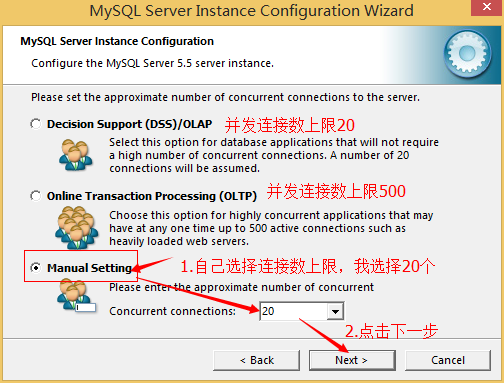 MySQL Server Instance Configuration Wizard
MySQL Server Instance Configuration
Configure the MySQL Server 5.5 server instance.
Please set the approximate number of concurrent connections to the server.
Decision Support (DSS)/OLAP 并发连接数上限20
Select this option for database applications that will not require
a high number of concurrent connections. A number of 20
connections will be assumed.
Online Transaction Processing (OLTP) 并发连接数上限500
Choose this option for highly concurrent applications that may
have at any one time up to 500 active connections such as
heavily loaded web servers.
Manual Setting 1.自己选择连接数上限，我选择20个
Please enter the approximate number of concurrent
Concurrent connections: 20
2.点击下一步
< Back Next > Cancel